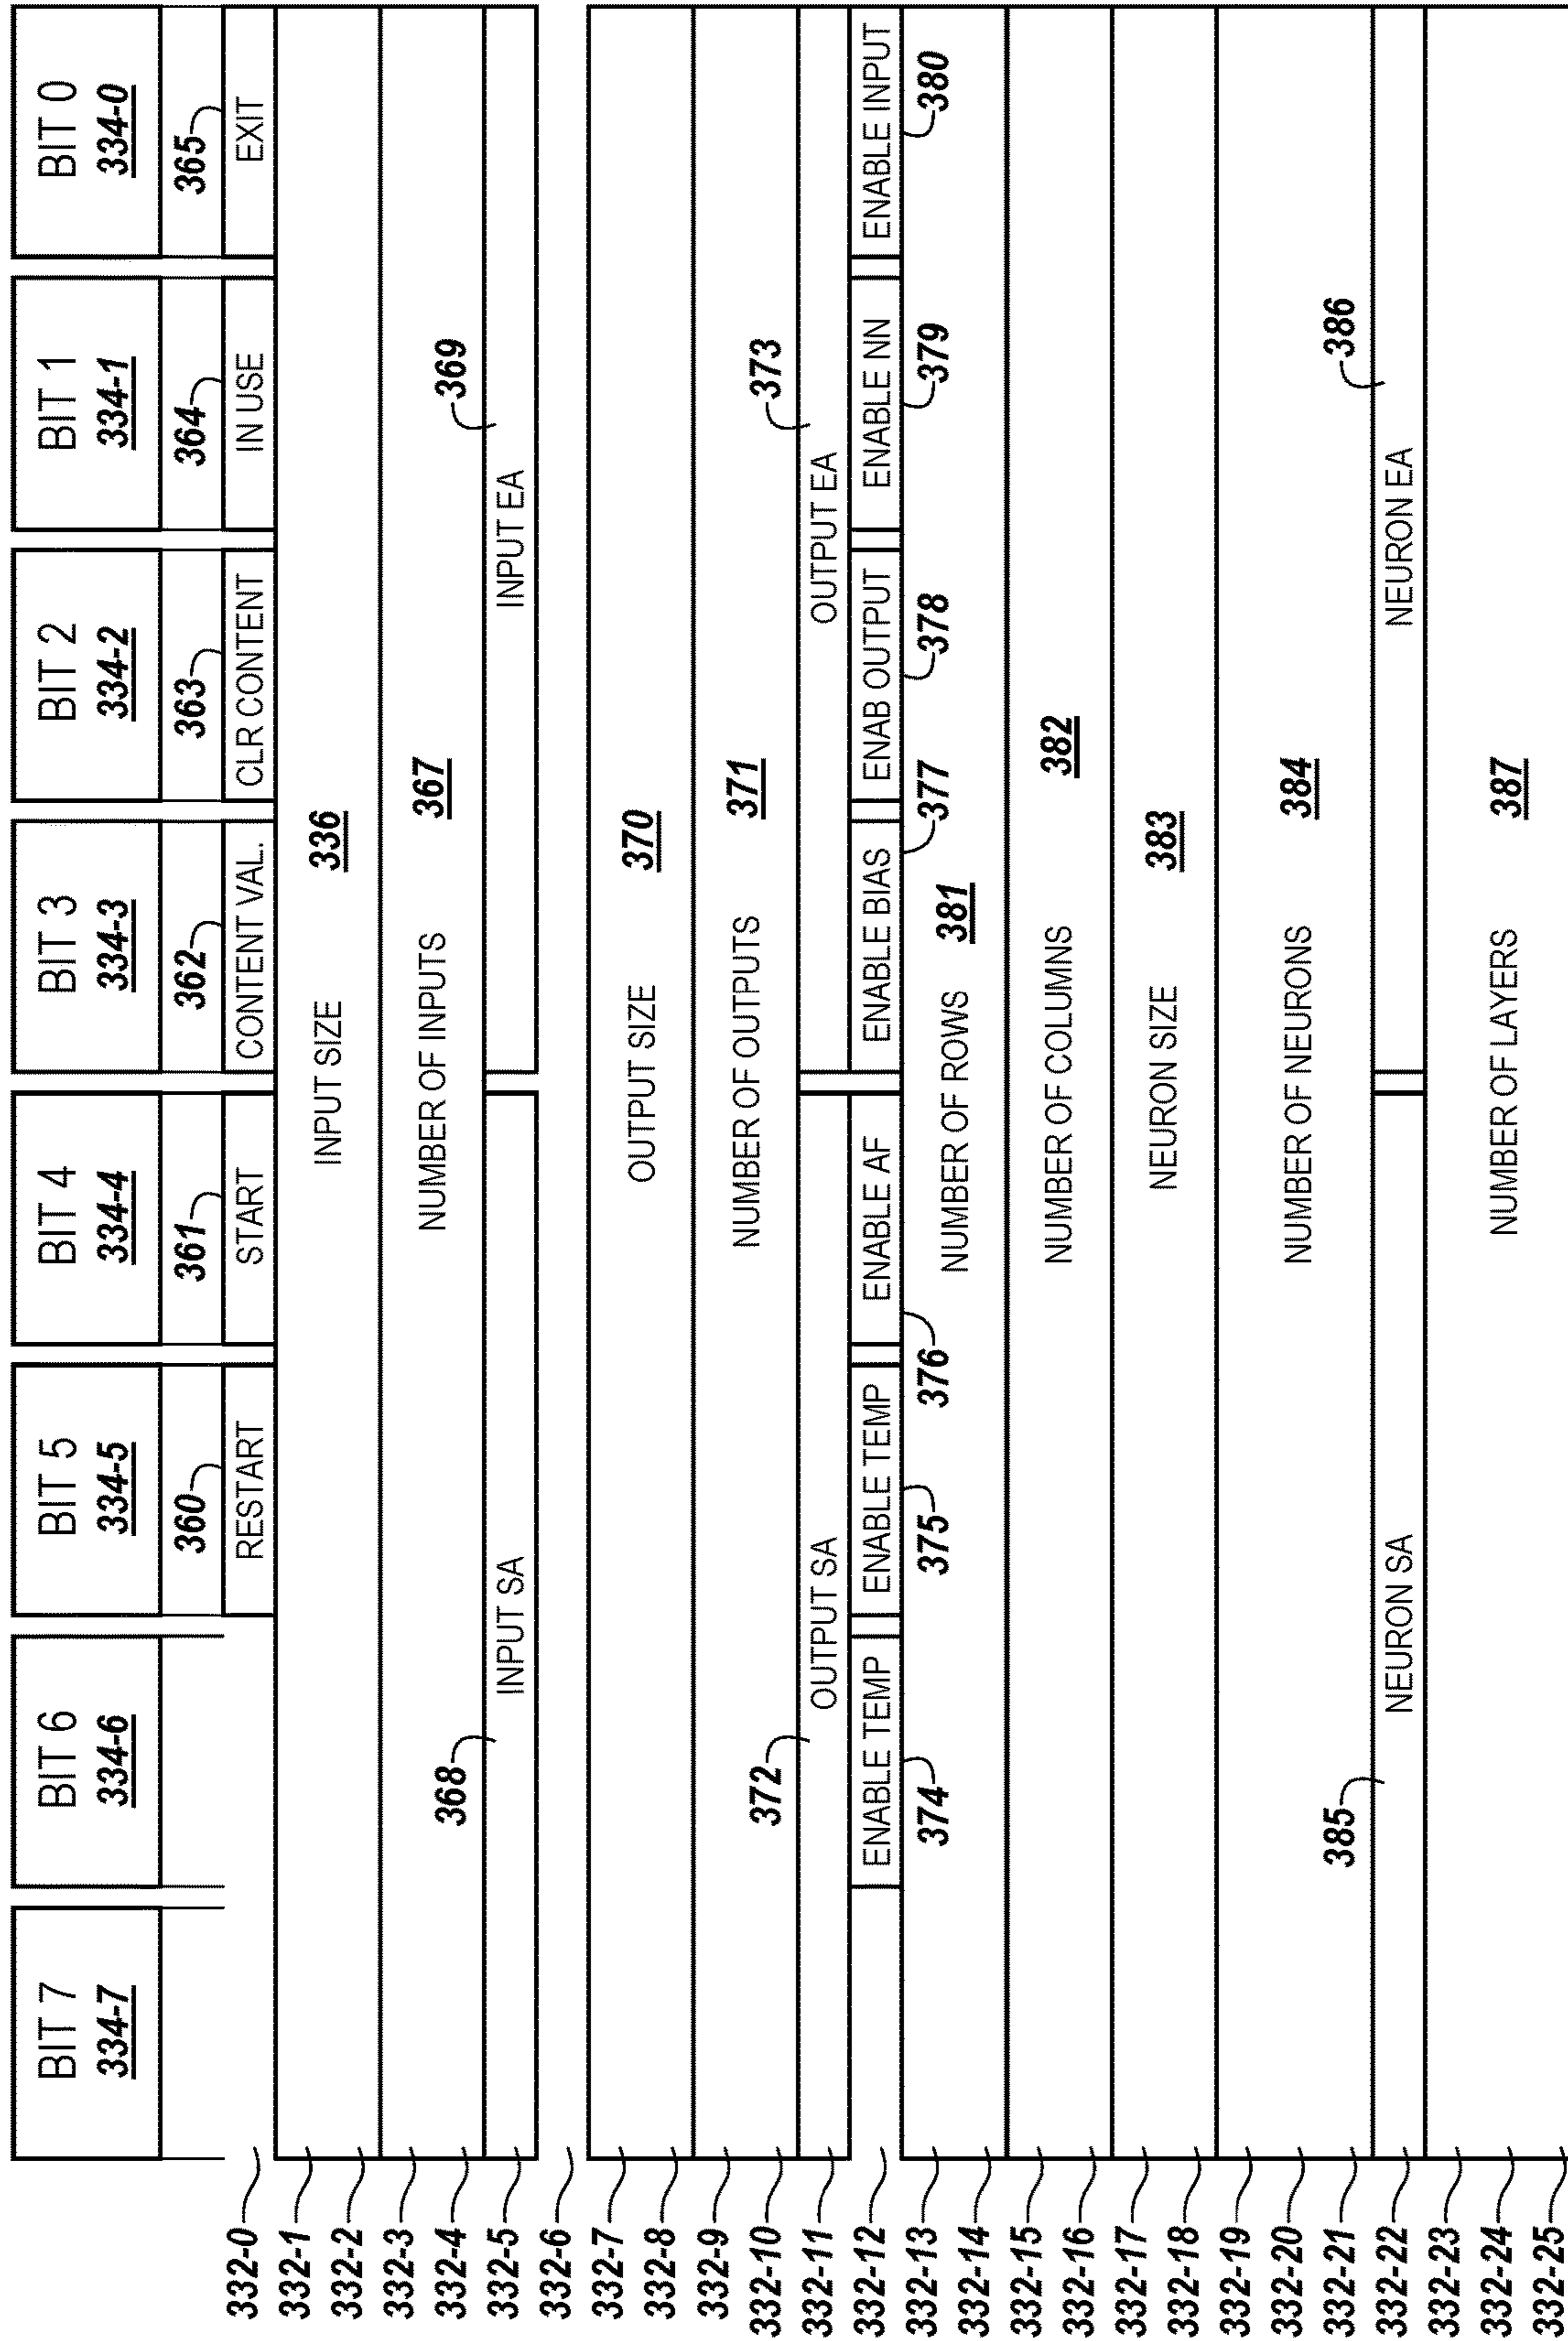 BIT 7
334-7
BIT 6
334-6
BIT 5
334-5
BIT 4
334-4
BIT 3
334-3
BIT 2
334-2
BIT 1
334-1
BIT 0
334-0
360
361
362
363
364
365
332-0
RESTART
START
CONTENT VAL.
CLR CONTENT
IN USE
EXIT
332-1
332-2
INPUT SIZE
336
332-3
332-4
NUMBER OF INPUTS
367
368
369
332-5
INPUT SA
INPUT EA
332-6
332-7
332-8
OUTPUT SIZE
370
332-9
332-10
NUMBER OF OUTPUTS
371
372
373
332-11
OUTPUT SA
OUTPUT EA
332-12
ENABLE TEMP
ENABLE TEMP
ENABLE AF
ENABLE BIAS
ENAB OUTPUT
ENABLE NN
ENABLE INPUT
332-13
374
375
376
377
378
379
380
332-14
NUMBER OF ROWS
381
332-15
332-16
NUMBER OF COLUMNS
382
332-17
332-18
NEURON SIZE
383
332-19
332-20
NUMBER OF NEURONS
384
332-21
385
386
332-22
NEURON SA
NEURON EA
332-23
332-24
NUMBER OF LAYERS
387
332-25